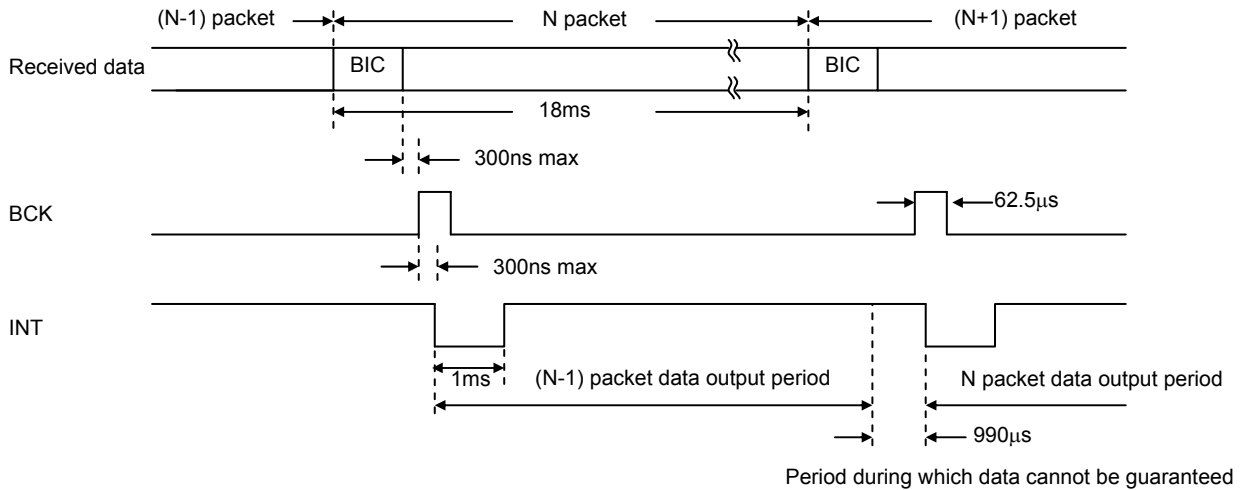 (N-1) packet N packet (N+1) packet
Received data BIC BIC
18ms
300ns max
BCK 62.5μs
300ns max
INT
1ms (N-1) packet data output period N packet data output period
990μs
Period during which data cannot be guaranteed